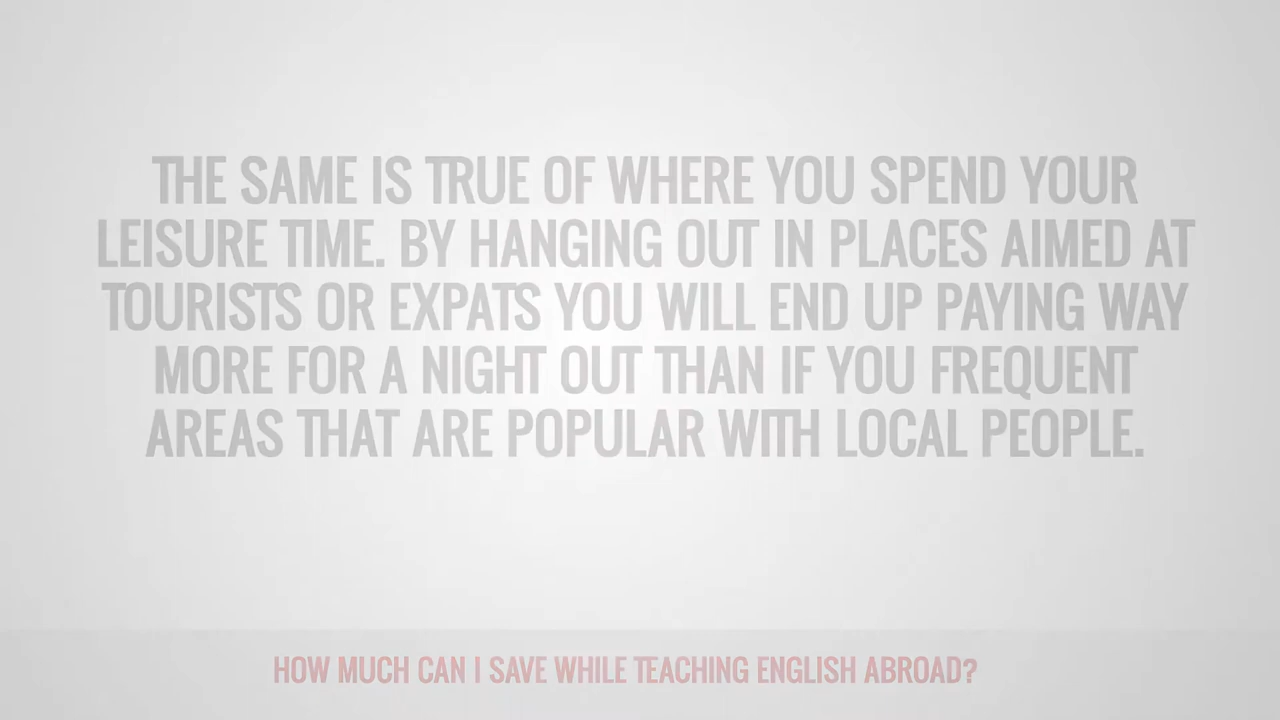 THE SAME IS TRUE OF WHERE YOU SPEND YOUR
LEISURE TIME. BY HANGING OUT IN PLACES AIMED AT
TOURISTS OR EXPATS YOU WILL END UP PAYING WAY
MORE FOR A NIGHT OUT THAN IF YOU FREQUENT
AREAS THAT ARE POPULAR WITH LOCAL PEOPLE.
HOW MUCH CAN I SAVE WHILE TEACHING ENGLISH ABROAD?